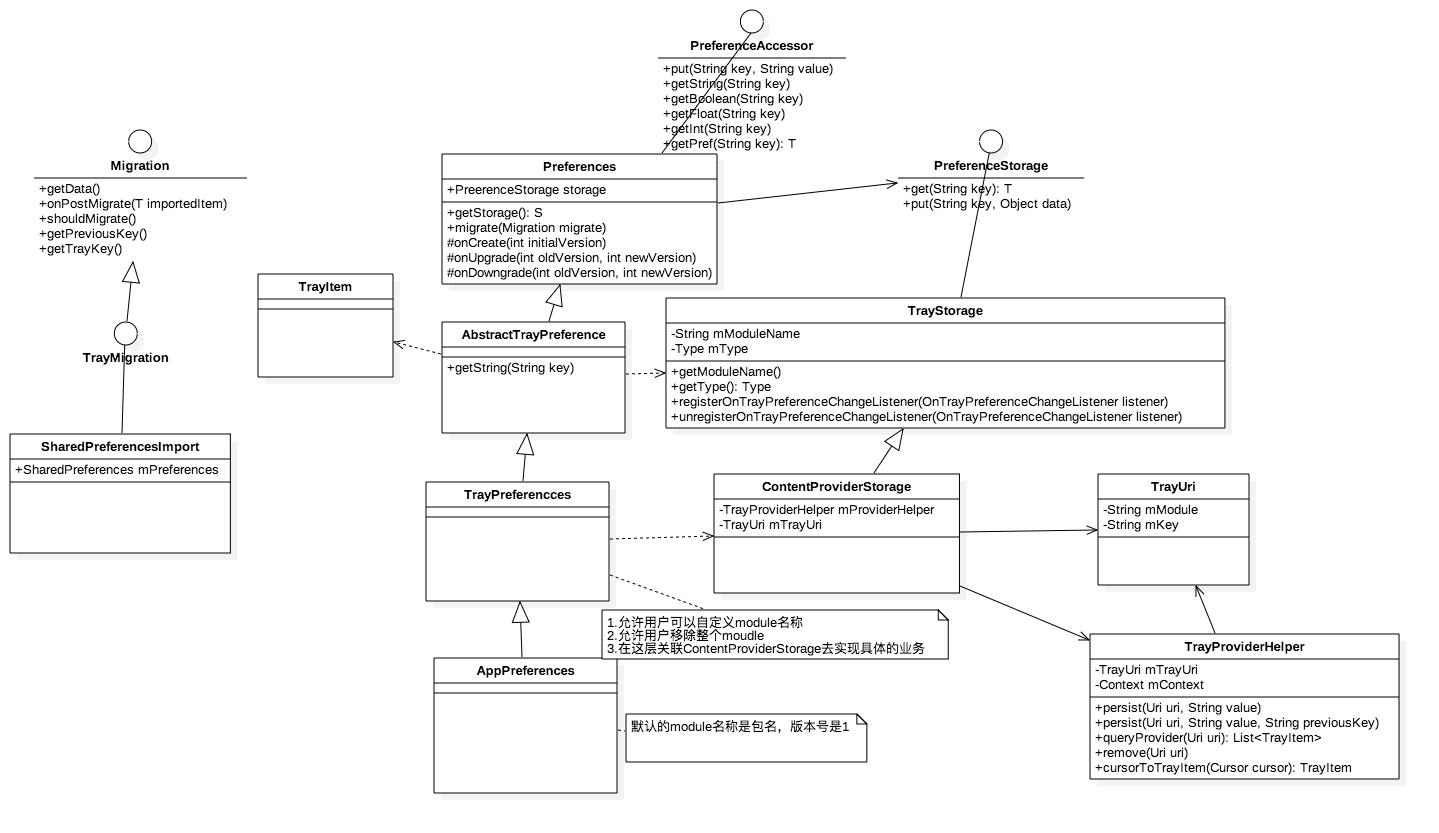 PreferenceAccessor
+put(String key, String value)
+getString(String key)
+getBoolean(String key)
+getFloat(String key)
+getInt(String key)
+getPref(String key): T
Migration
+getData()
+onPostMigrate(T importedItem)
+shouldMigrate()
+getPreviousKey()
+getTrayKey()
Preferences
+PreerenceStorage storage
+getStorage(): S
+migrate(Migration migrate)
#onCreate(int initialVersion)
#onUpgrade(int oldVersion, int newVersion)
#onDowngrade(int oldVersion, int newVersion)
PreferenceStorage
+get(String key): T
+put(String key, Object data)
TrayItem
TrayMigration
AbstractTrayPreference
+getString(String key)
TrayStorage
-String mModuleName
-Type mType
+getModuleName()
+getType(): Type
+registerOnTrayPreferenceChangeListener(OnTrayPreferenceChangeListener listener)
+unregisterOnTrayPreferenceChangeListener(OnTrayPreferenceChangeListener listener)
SharedPreferencesImport
+SharedPreferences mPreferences
TrayPreferencces
ContentProviderStorage
-TrayProviderHelper mProviderHelper
-TrayUri mTrayUri
TrayUri
-String mModule
-String mKey
1.允许用户可以自定义module名称
2.允许用户移除整个moudle
3.在这层关联ContentProviderStorage去实现具体的业务
AppPreferences
默认的module名称是包名，版本号是1
TrayProviderHelper
-TrayUri mTrayUri
-Context mContext
+persist(Uri uri, String value)
+persist(Uri uri, String value, String previousKey)
+queryProvider(Uri uri): List<TrayItem>
+remove(Uri uri)
+cursorToTrayItem(Cursor cursor): TrayItem